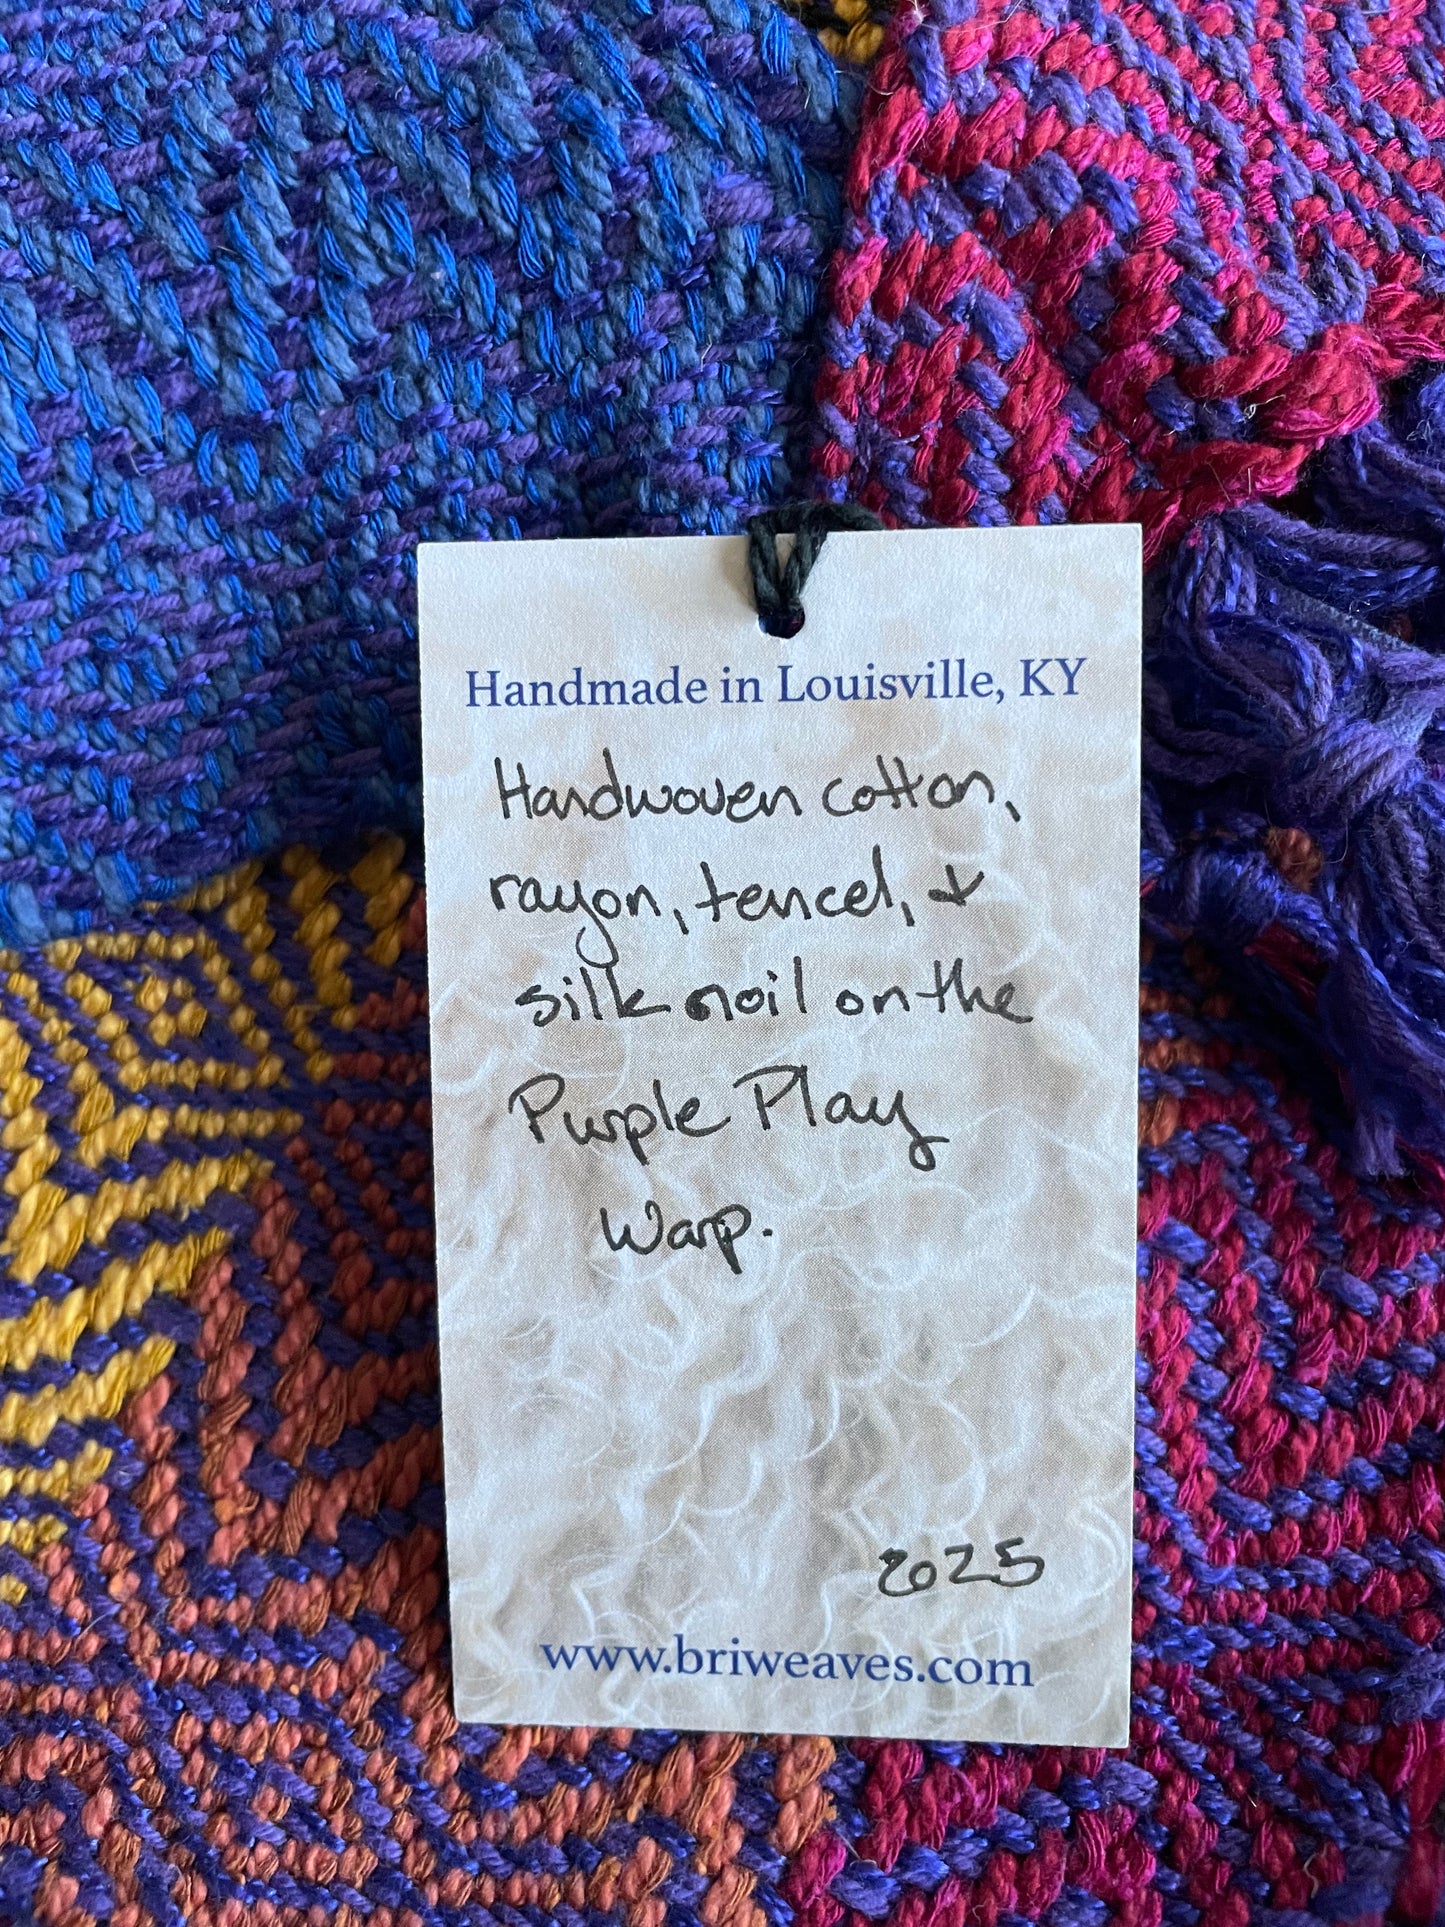 Handmade in Louisville, KY
Handwoven cotton,
rayon, tencel, &
silk noil on the
Purple Play
Warp.
2025
www.briweaves.com